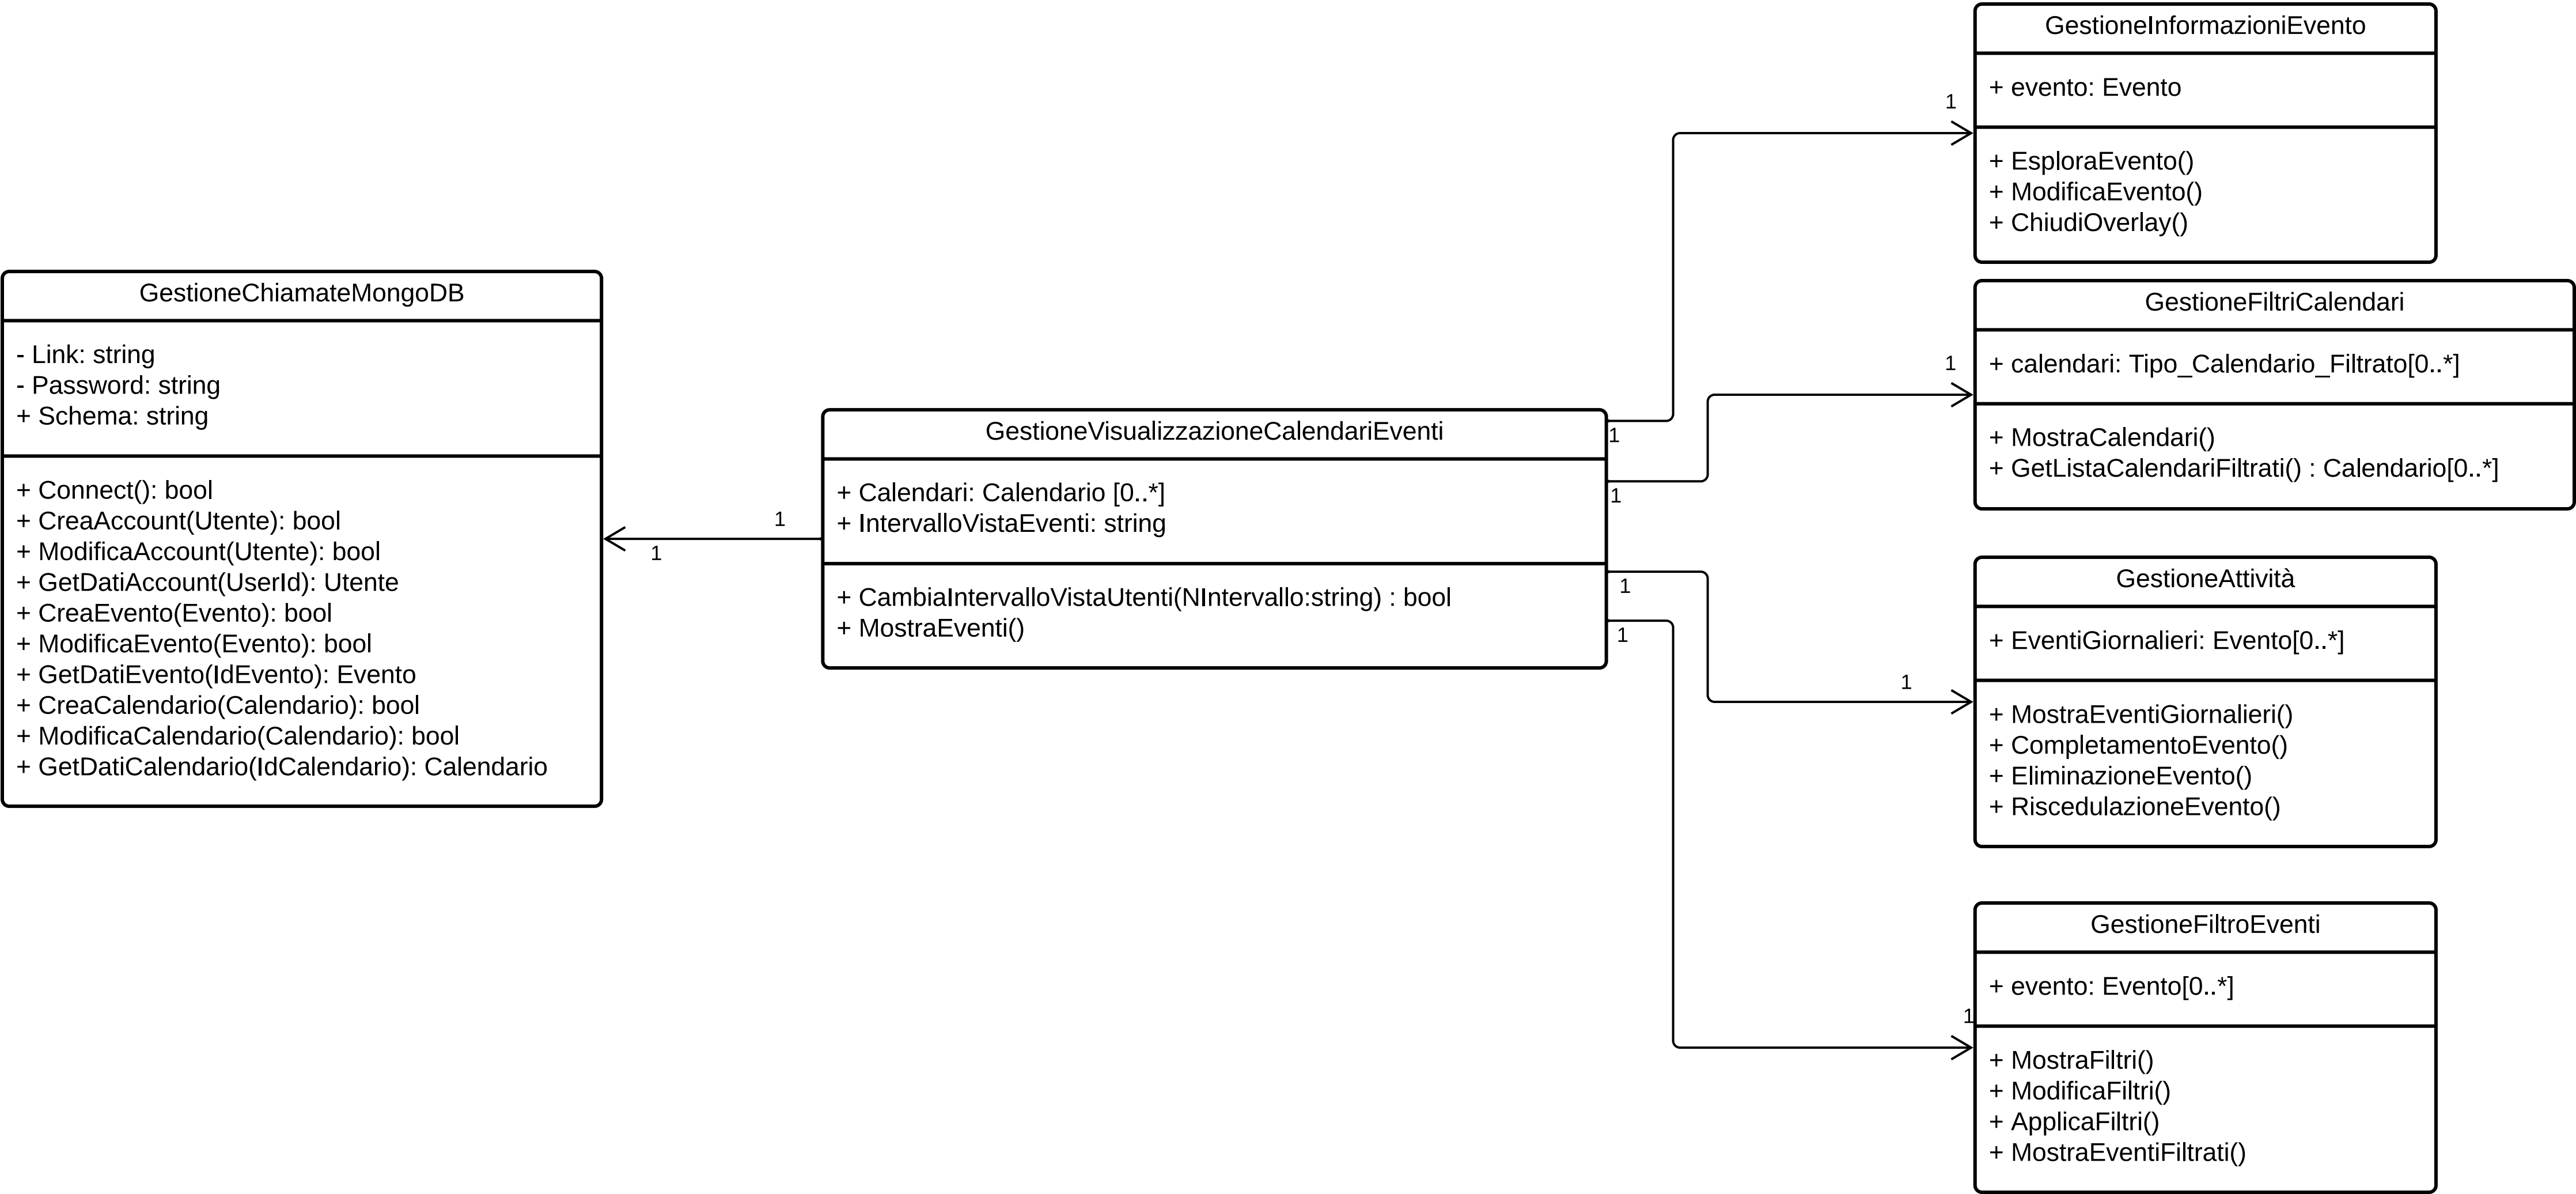 GestioneChiamateMongoDB
- Link: string
- Password: string
+ Schema: string
+ Connect(): bool
+ CreaAccount(Utente): bool
+ ModificaAccount(Utente): bool
+ GetDatiAccount(UserId): Utente
+ CreaEvento(Evento): bool
+ ModificaEvento(Evento): bool
+ GetDatiEvento(IdEvento): Evento
+ CreaCalendario(Calendario): bool
+ ModificaCalendario(Calendario): bool
+ GetDatiCalendario(IdCalendario): Calendario
1
1
GestioneVisualizzazioneCalendariEventi
+ Calendari: Calendario [0..*]
+ IntervalloVistaEventi: string
+ CambiaIntervalloVistaUtenti(NIntervallo:string) : bool
+ MostraEventi()
1
1
1
1
1
GestioneInformazioniEvento
+ evento: Evento
+ EsploraEvento()
+ ModificaEvento()
+ ChiudiOverlay()
1
GestioneFiltriCalendari
+ calendari: Tipo_Calendario_Filtrato[0..*]
+ MostraCalendari()
+ GetListaCalendariFiltrati() : Calendario[0..*]
1
GestioneAttività
+ EventiGiornalieri: Evento[0..*]
+ MostraEventiGiornalieri()
+ CompletamentoEvento()
+ EliminazioneEvento()
+ RiscedulazioneEvento()
1
GestioneFiltroEventi
+ evento: Evento[0..*]
+ MostraFiltri()
+ ModificaFiltri()
+ ApplicaFiltri()
+ MostraEventiFiltrati()